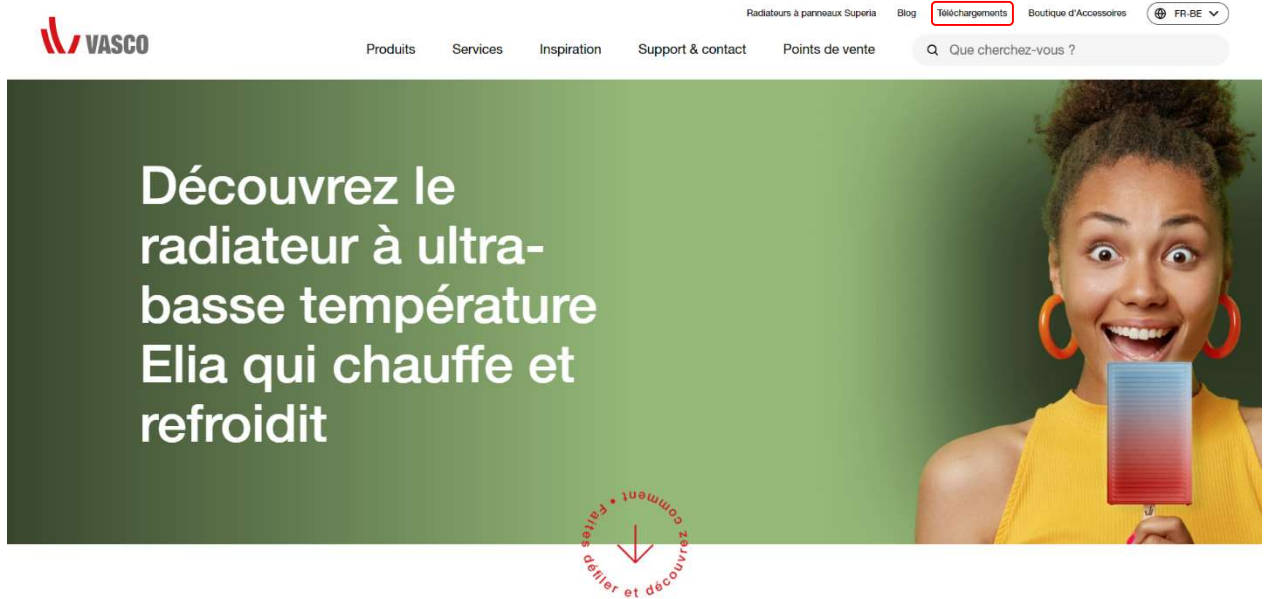 Radiateurs à panneaux Superia Blog Téléchargements Boutique d'Accessoires FR-BE
VASCO
Produits Services Inspiration Support & contact Points de vente Que cherchez-vous ?
Découvrez le
radiateur à ultra-
basse température
Elia qui chauffe et
refroidit
Faites défiler et découvrez comment •